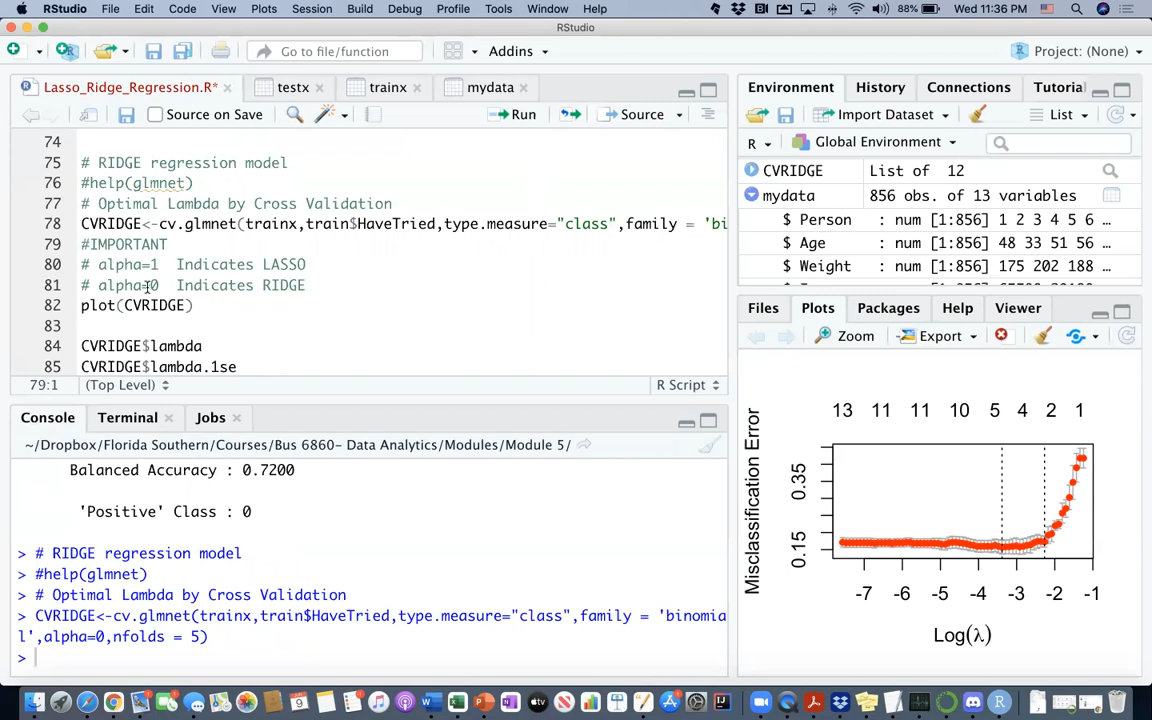 RStudio File Edit Code View Plots Session Build Debug Profile Tools Window Help 88% Wed 11:36 PM
RStudio
Go to file/function Addins Project: (None)
Lasso_Ridge_Regression.R* testx trainx mydata
Source on Save Run Source
74
75 # RIDGE regression model
76 #help(glmnet)
77 # Optimal Lambda by Cross Validation
78 CVRIDGE<-cv.glmnet(trainx,train$HaveTried,type.measure="class",family = 'bi
79 #IMPORTANT
80 # alpha=1  Indicates LASSO
81 # alpha=0  Indicates RIDGE
82 plot(CVRIDGE)
83
84 CVRIDGE$lambda
85 CVRIDGE$lambda.1se
79:1 (Top Level) R Script
Console Terminal Jobs
~/Dropbox/Florida Southern/Courses/Bus 6860- Data Analytics/Modules/Module 5/
Balanced Accuracy : 0.7200
'Positive' Class : 0
> # RIDGE regression model
> #help(glmnet)
> # Optimal Lambda by Cross Validation
> CVRIDGE<-cv.glmnet(trainx,train$HaveTried,type.measure="class",family = 'binomia
l',alpha=0,nfolds = 5)
>
Environment History Connections Tutoria
Import Dataset List
R Global Environment
CVRIDGE List of 12
mydata 856 obs. of 13 variables
$ Person : num [1:856] 1 2 3 4 5 6 …
$ Age : num [1:856] 48 33 51 56 …
$ Weight : num [1:856] 175 202 188 …
Files Plots Packages Help Viewer
Zoom Export
13 11 11 10 5 4 2 1
Misclassification Error
0.35
0.15
-7 -6 -5 -4 -3 -2 -1
Log(λ)